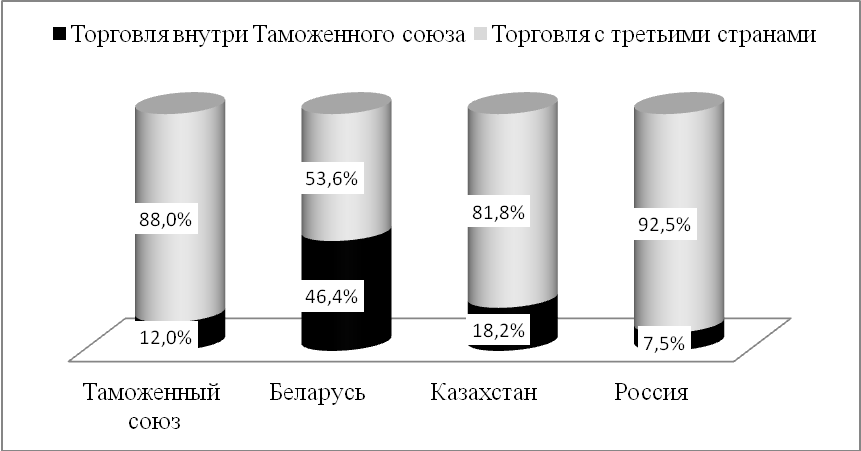 Торговля внутри Таможенного союза Торговля с третьими странами
53,6%
88,0% 81,8% 92,5%
46,4%
12,0% 18,2% 7,5%
Таможенный союз Беларусь Казахстан Россия